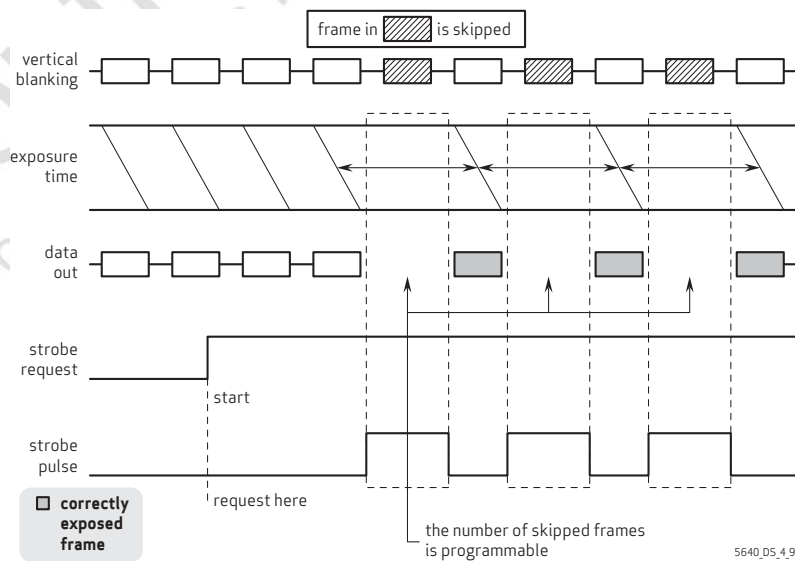 frame in is skipped
vertical
blanking
exposure
time
data
out
strobe
request
start
strobe
pulse
request here
correctly
exposed
frame
the number of skipped frames
is programmable
5640_DS_4_9